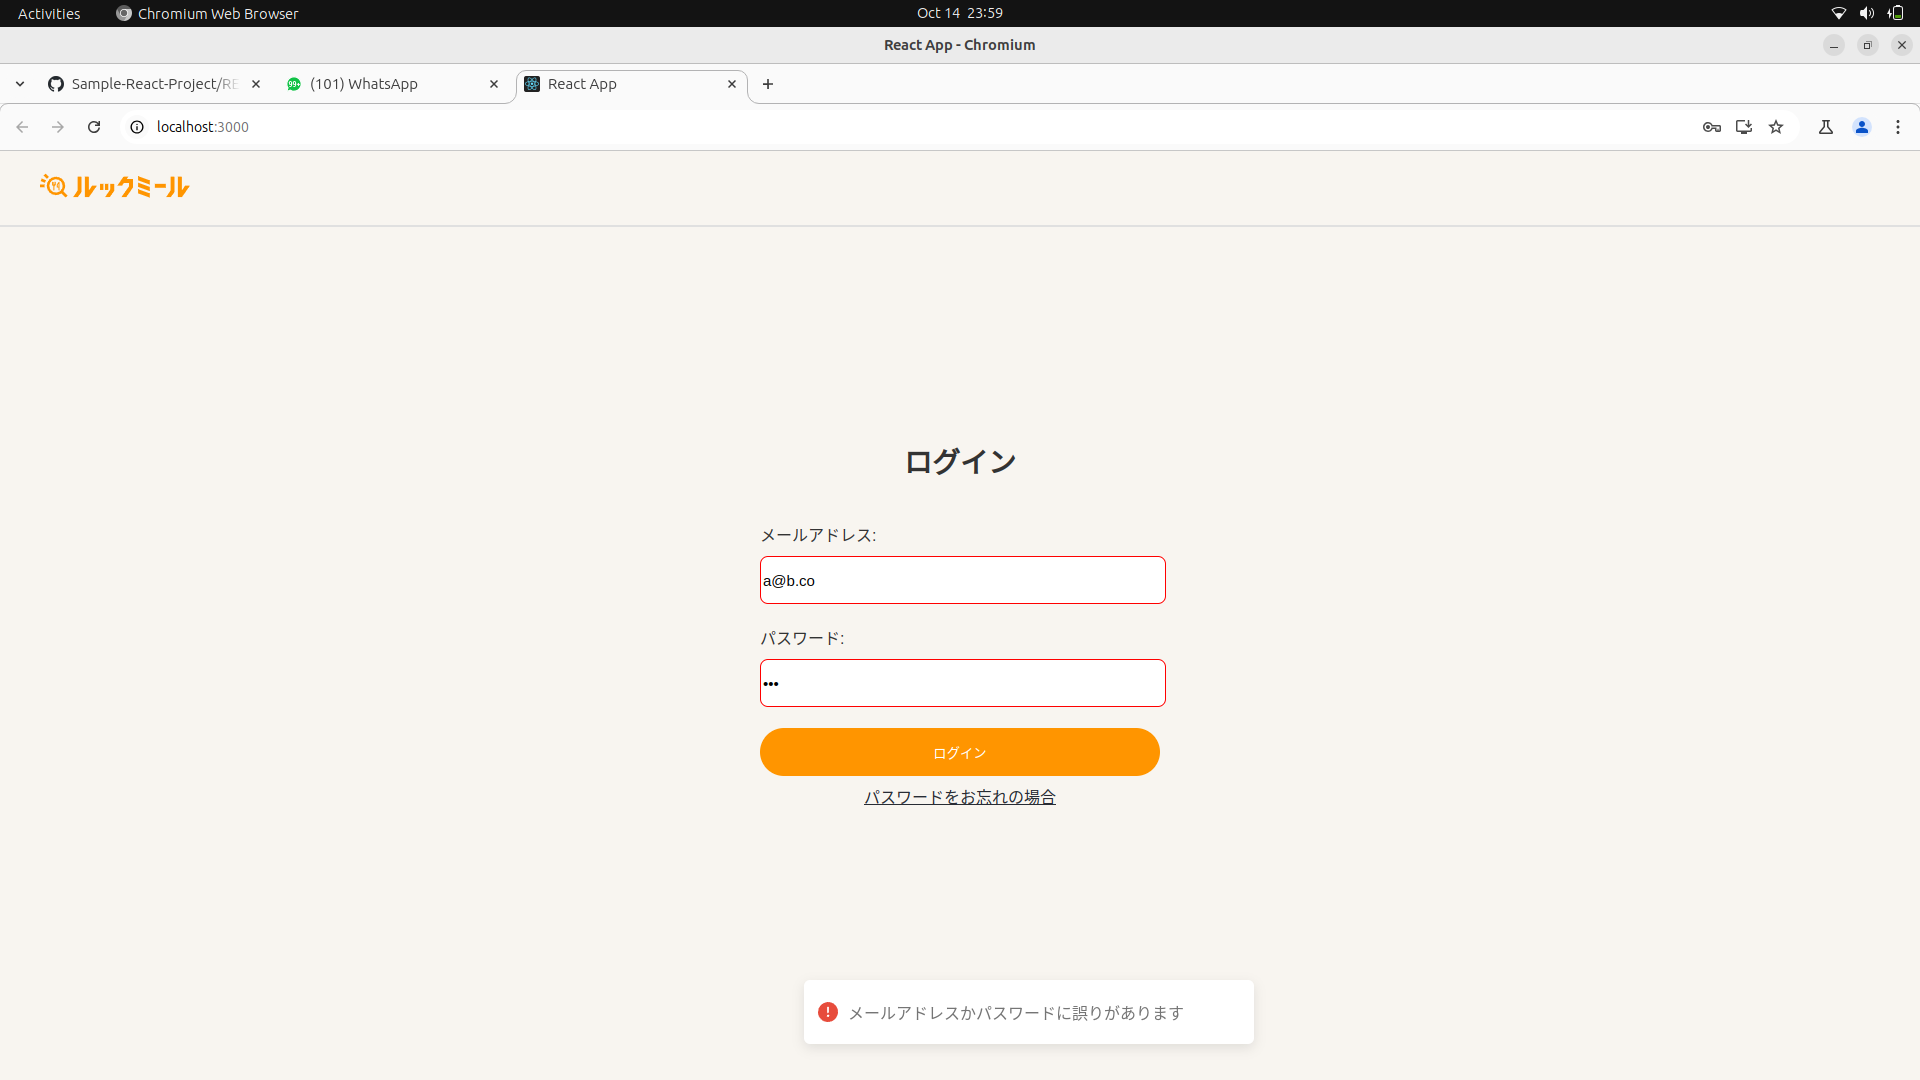 Activities
Chromium Web Browser
Oct 14 23:59
React App - Chromium
Sample-React-Project/RE
99+
(101) WhatsApp
React App
localhost:3000
ルックミール
ログイン
メールアドレス:
a@b.co
パスワード:
•••
ログイン
パスワードをお忘れの場合
メールアドレスかパスワードに誤りがあります